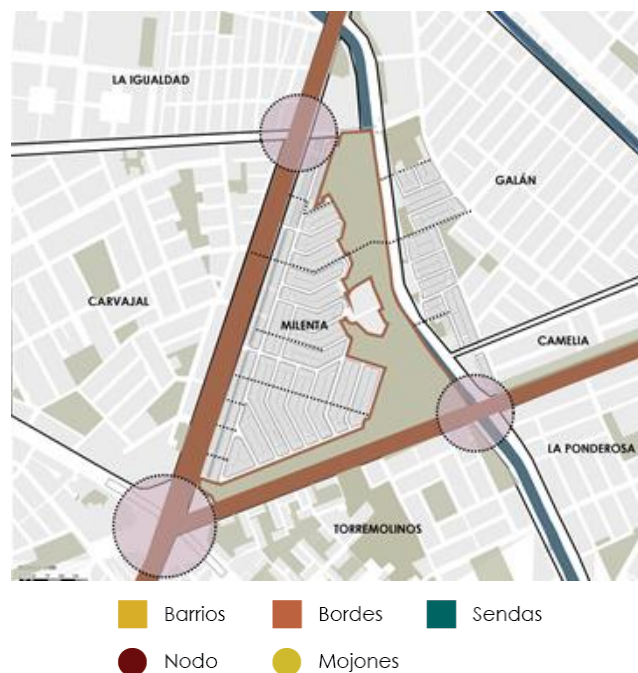 LA IGUALDAD
GALÁN
CARVAJAL
MILENTA
CAMELIA
LA PONDEROSA
TORREMOLINOS
Barrios
Bordes
Sendas
Nodo
Mojones